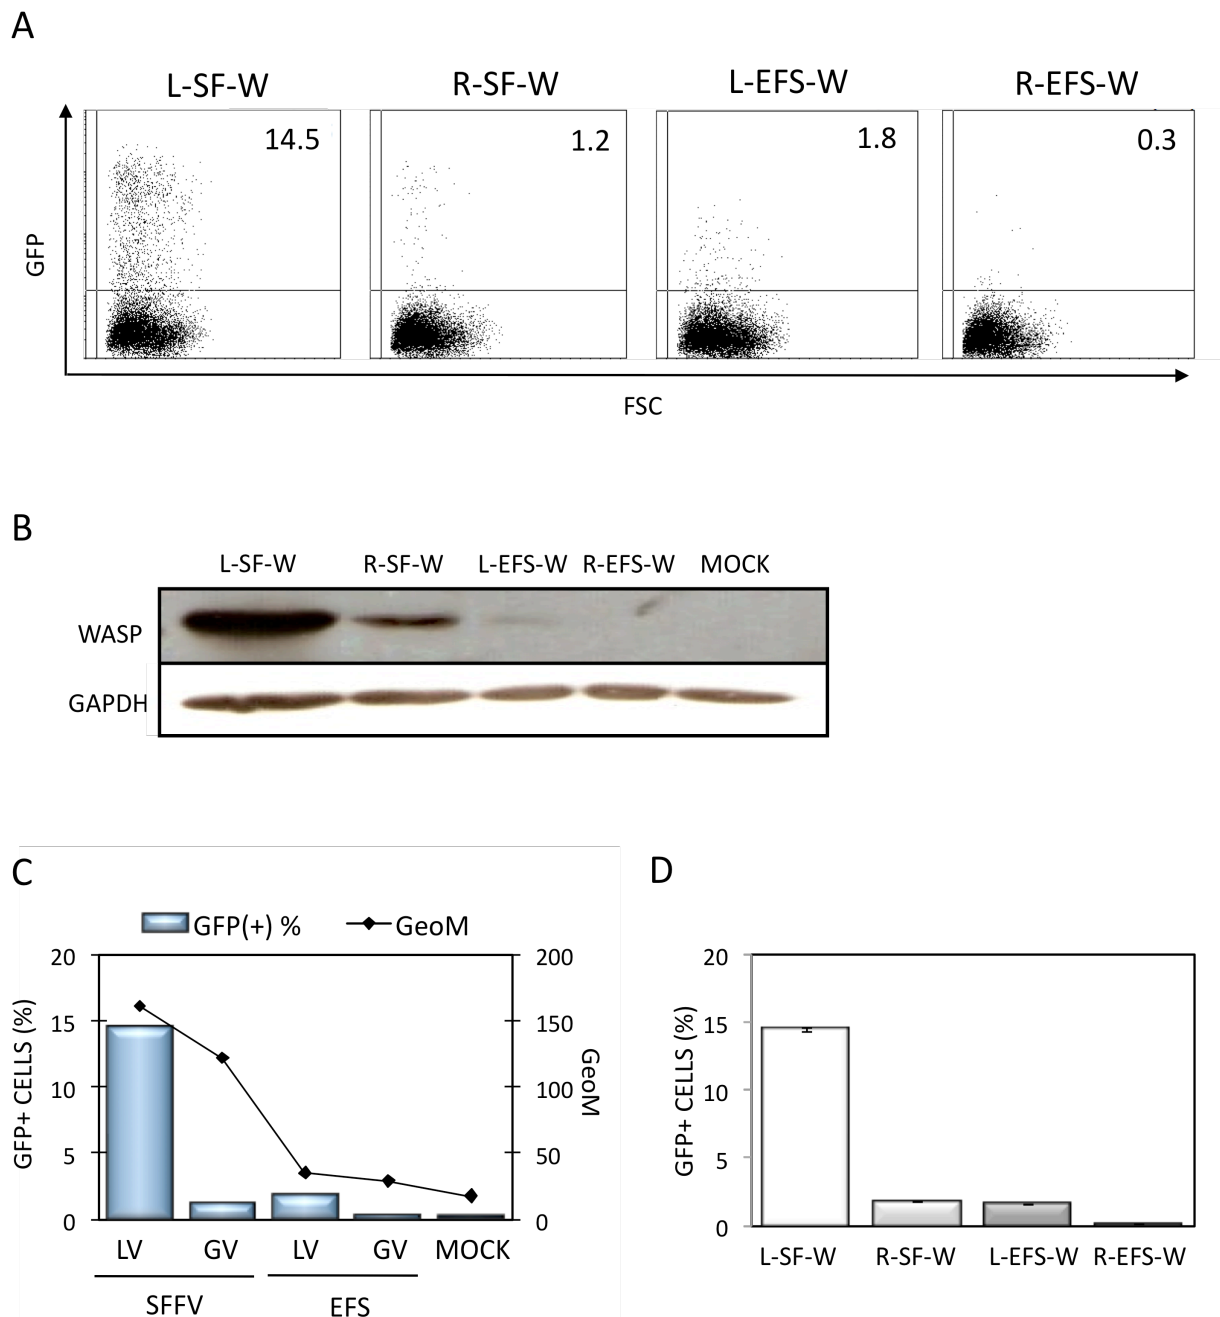 A
L-SF-W R-SF-W L-EFS-W R-EFS-W
14.5 1.2 1.8 0.3
GFP
FSC
B
L-SF-W R-SF-W L-EFS-W R-EFS-W MOCK
WASP
GAPDH
C
GFP(+) % GeoM
20 200
15 150
10 100
5 50
0 0
GFP+ CELLS (%)
GeoM
LV GV LV GV MOCK
SFFV EFS
D
20
15
10
5
0
GFP+ CELLS (%)
L-SF-W R-SF-W L-EFS-W R-EFS-W